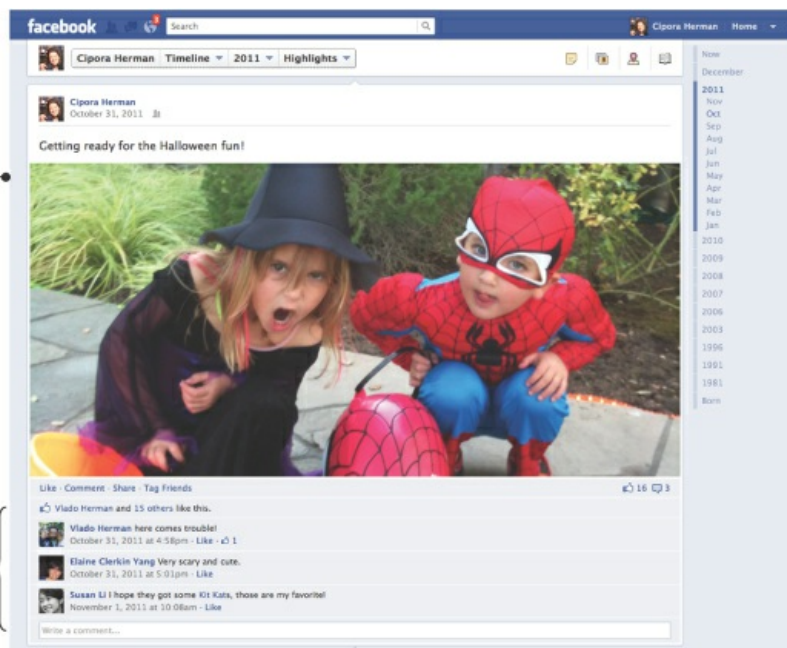 facebook
3
Search
Cipora Herman Home
Cipora Herman Timeline 2011 Highlights
Cipora Herman
October 31, 2011
Getting ready for the Halloween fun!
Like · Comment · Share · Tag Friends
16 3
Vlado Herman and 15 others like this.
Vlado Herman here comes trouble!
October 31, 2011 at 4:58pm · Like · 1
Elaine Clerkin Yang Very scary and cute.
October 31, 2011 at 5:01pm · Like
Susan Li I hope they got some Kit Kats, those are my favorite!
November 1, 2011 at 10:08am · Like
Write a comment...
Now
December
2011
Nov
Oct
Sep
Aug
Jul
Jun
May
Apr
Mar
Feb
Jan
2010
2009
2008
2007
2006
2003
1996
1991
1981
Born